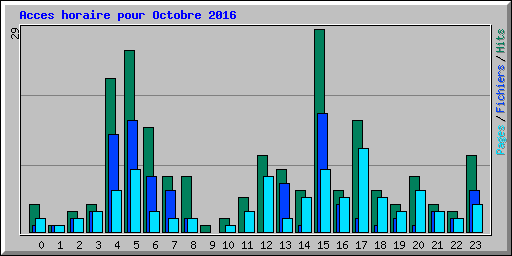 Acces horaire pour Octobre 2016
29
Pages / Fichiers / Hits
0 1 2 3 4 5 6 7 8 9 10 11 12 13 14 15 16 17 18 19 20 21 22 23